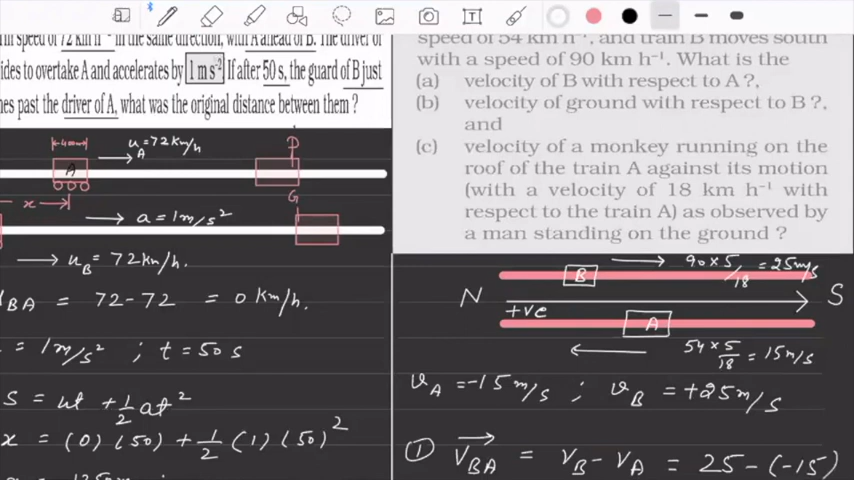 speed of 72 km h⁻¹ in the same direction, with A ahead of B. The driver of
ides to overtake A and accelerates by 1 m s⁻². If after 50 s, the guard of B just
es past the driver of A, what was the original distance between them ?
400m
u_A = 72 km/h
D
A
x
G
a = 1 m/s²
u_B = 72 km/h.
BA = 72-72 = 0 km/h.
= 1 m/s² ; t = 50 s
S = ut + 1/2 at²
x = (0)(50) + 1/2 (1)(50)²
speed of 54 km h⁻¹, and train B moves south
with a speed of 90 km h⁻¹. What is the
(a) velocity of B with respect to A ?,
(b) velocity of ground with respect to B ?,
and
(c) velocity of a monkey running on the
roof of the train A against its motion
(with a velocity of 18 km h⁻¹ with
respect to the train A) as observed by
a man standing on the ground ?
B
90 × 5/18 = 25 m/s
N
S
+ve
A
54 × 5/18 = 15 m/s
v_A = -15 m/s ; v_B = +25 m/s
① V_BA = V_B - V_A = 25 - (-15)